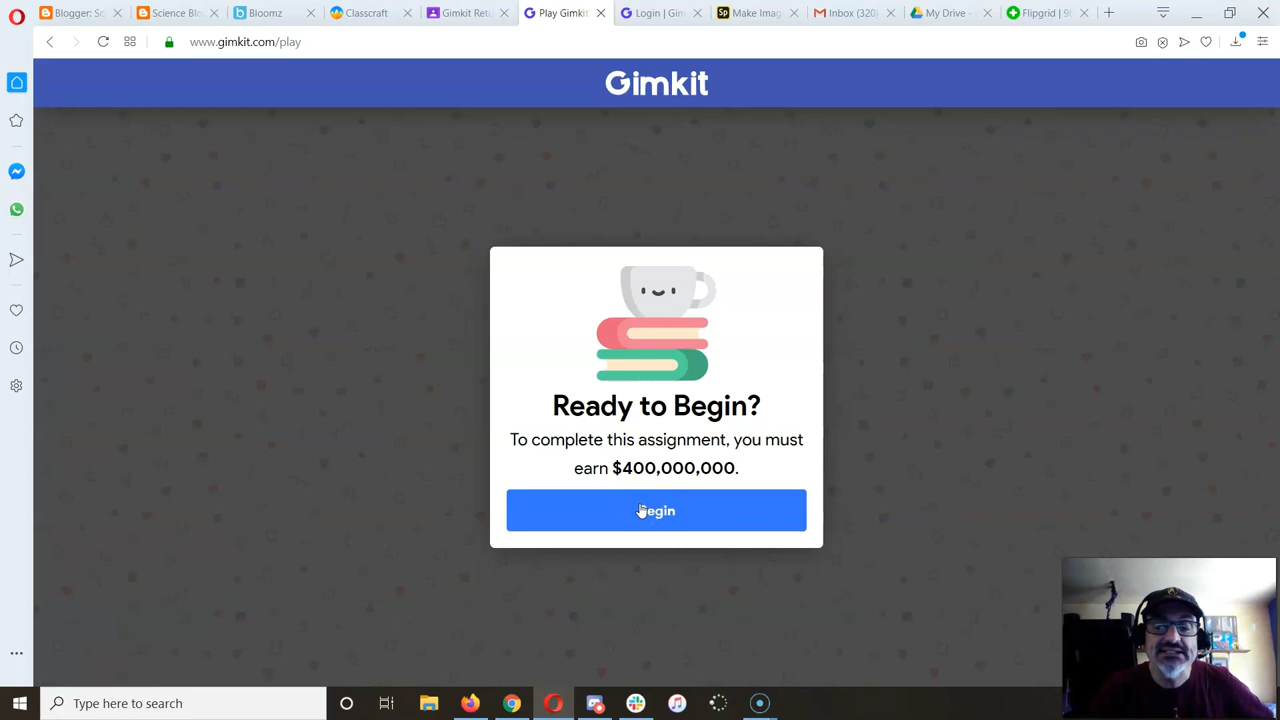 Blogger: Sc
Science Blo
Bloomz
Classcraft
Gimkit Rete
Play Gimkit
Login | Gim
Make Imag
Inbox (320)
My Drive -
Flipgrid | 9t
www.gimkit.com/play
Gimkit
Ready to Begin?
To complete this assignment, you must
earn $400,000,000.
Begin
Type here to search